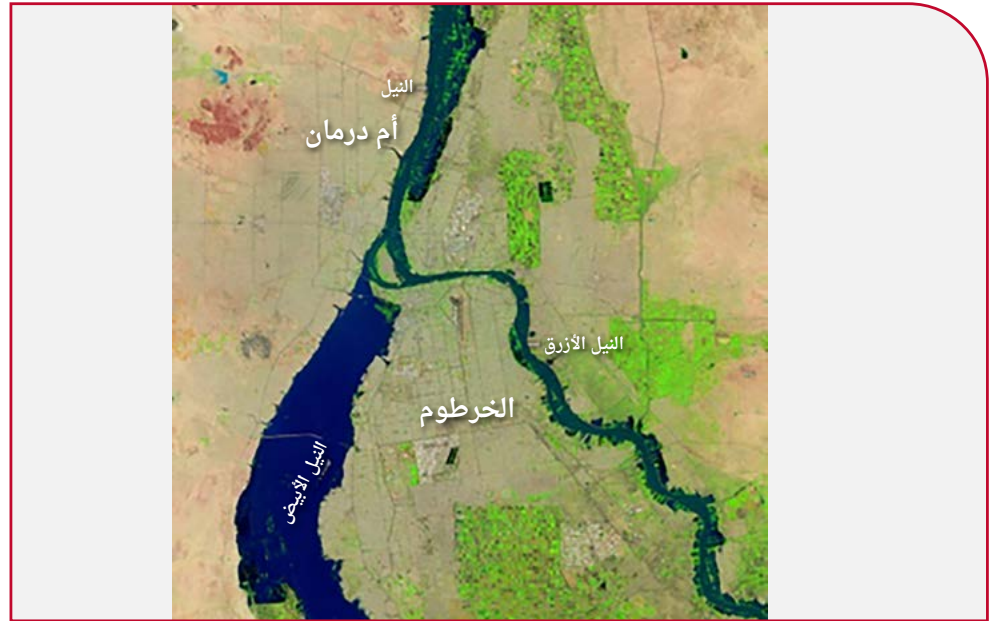 النيل
أم درمان
النيل الأزرق
الخرطوم
النيل الأبيض